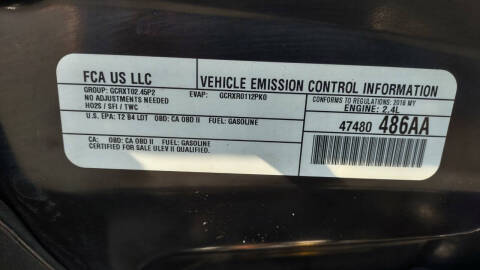 FCA US LLC
VEHICLE EMISSION CONTROL INFORMATION
GROUP: GCRXT02.45P2
EVAP: GCRXR0112PK0
NO ADJUSTMENTS NEEDED
HO2S / SFI / TWC
CONFORMS TO REGULATIONS: 2016 MY
ENGINE: 2.4L
U.S. EPA: T2 B4 LDT OBD: CA OBD II FUEL: GASOLINE
47480 486AA
CA: OBD: CA OBD II FUEL: GASOLINE
CERTIFIED FOR SALE ULEV II QUALIFIED